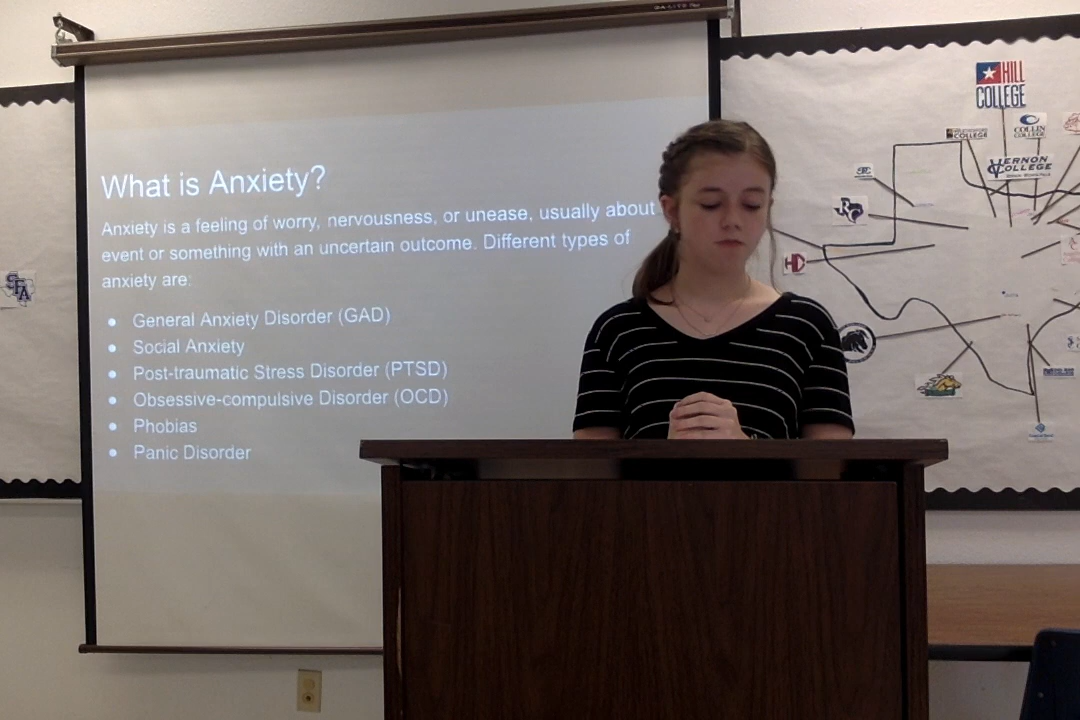 What is Anxiety?
Anxiety is a feeling of worry, nervousness, or unease, usually about
event or something with an uncertain outcome. Different types of
anxiety are:
• General Anxiety Disorder (GAD)
• Social Anxiety
• Post-traumatic Stress Disorder (PTSD)
• Obsessive-compulsive Disorder (OCD)
• Phobias
• Panic Disorder
SFA
HILL
COLLEGE
COLLEGE
COLLIN
COLLEGE
VERNON
COLLEGE